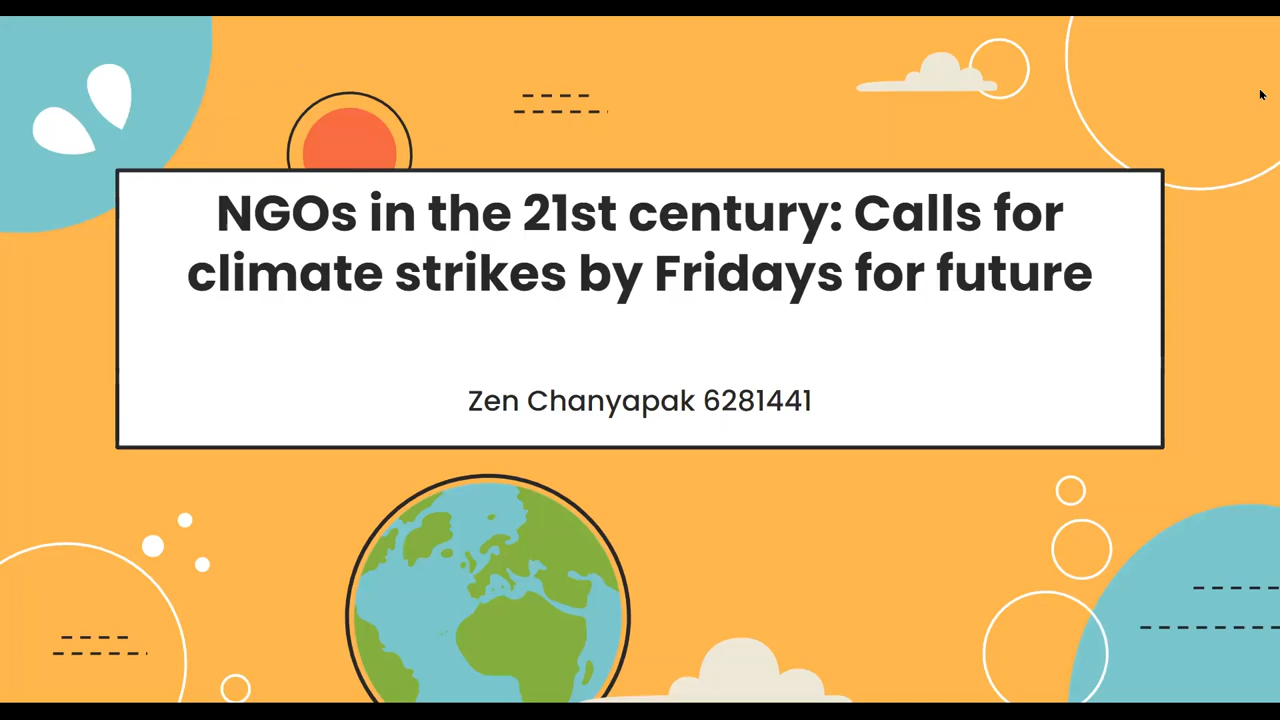 NGOs in the 21st century: Calls for
climate strikes by Fridays for future
Zen Chanyapak 6281441